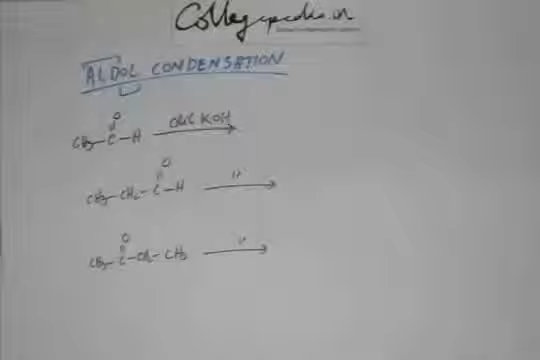 Collegepedia.in
ALDOL CONDENSATION
O
CH₃—C—H dil KOH
O
CH₃—CH₂—C—H "
O
CH₃—C—CH₂—CH₃ "